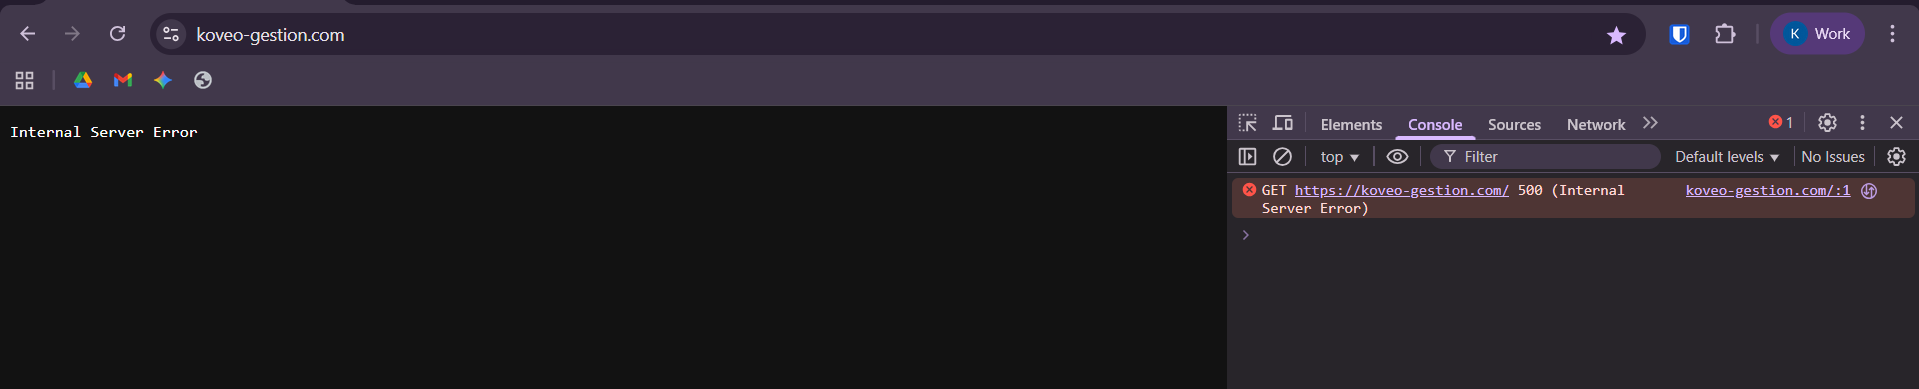 koveo-gestion.com
K Work
Internal Server Error
Elements Console Sources Network 1
top Filter Default levels No Issues
GET https://koveo-gestion.com/ 500 (Internal koveo-gestion.com/:1
Server Error)